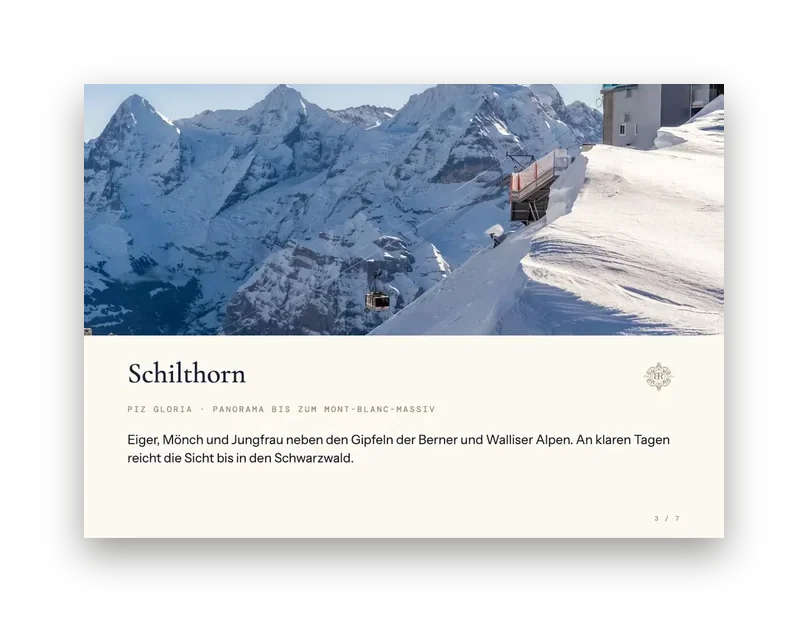 Schilthorn
PIZ GLORIA · PANORAMA BIS ZUM MONT-BLANC-MASSIV
Eiger, Mönch und Jungfrau neben den Gipfeln der Berner und Walliser Alpen. An klaren Tagen
reicht die Sicht bis in den Schwarzwald.
3 / 7